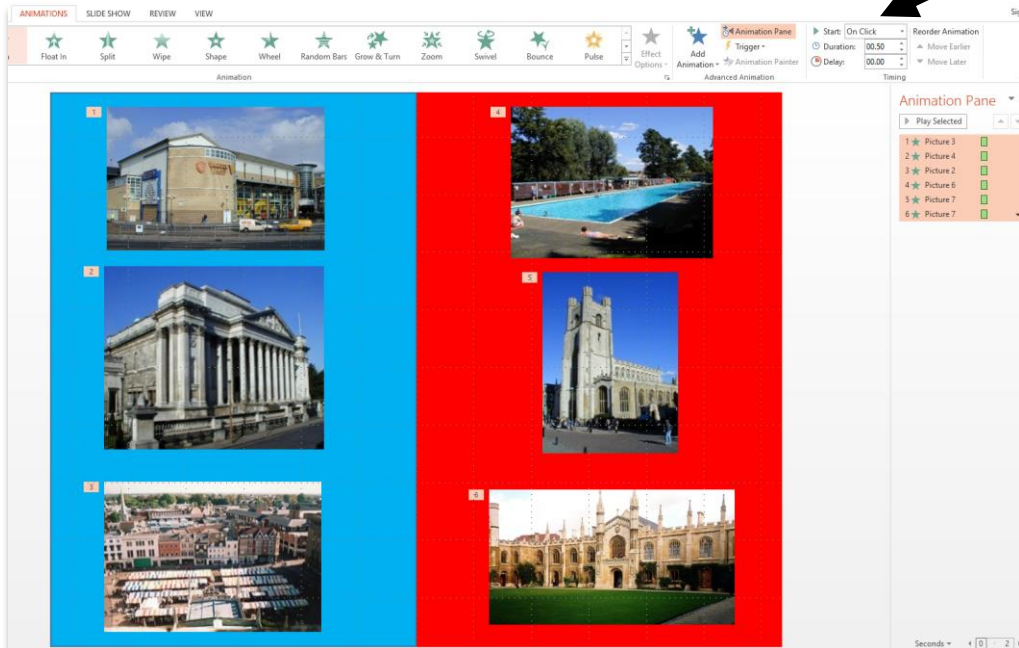 ANIMATIONS SLIDE SHOW REVIEW VIEW
Float In Split Wipe Shape Wheel Random Bars Grow & Turn Zoom Swivel Bounce Pulse
Animation
Effect
Options
Add
Animation
Animation Pane
Trigger
Animation Painter
Advanced Animation
Start: On Click
Duration: 00.50
Delay: 00.00
Timing
Reorder Animation
Move Earlier
Move Later
Animation Pane
Play Selected
1 Picture 3
2 Picture 4
3 Picture 2
4 Picture 6
5 Picture 7
6 Picture 7
1
2
3
4
5
6
Seconds 0 2